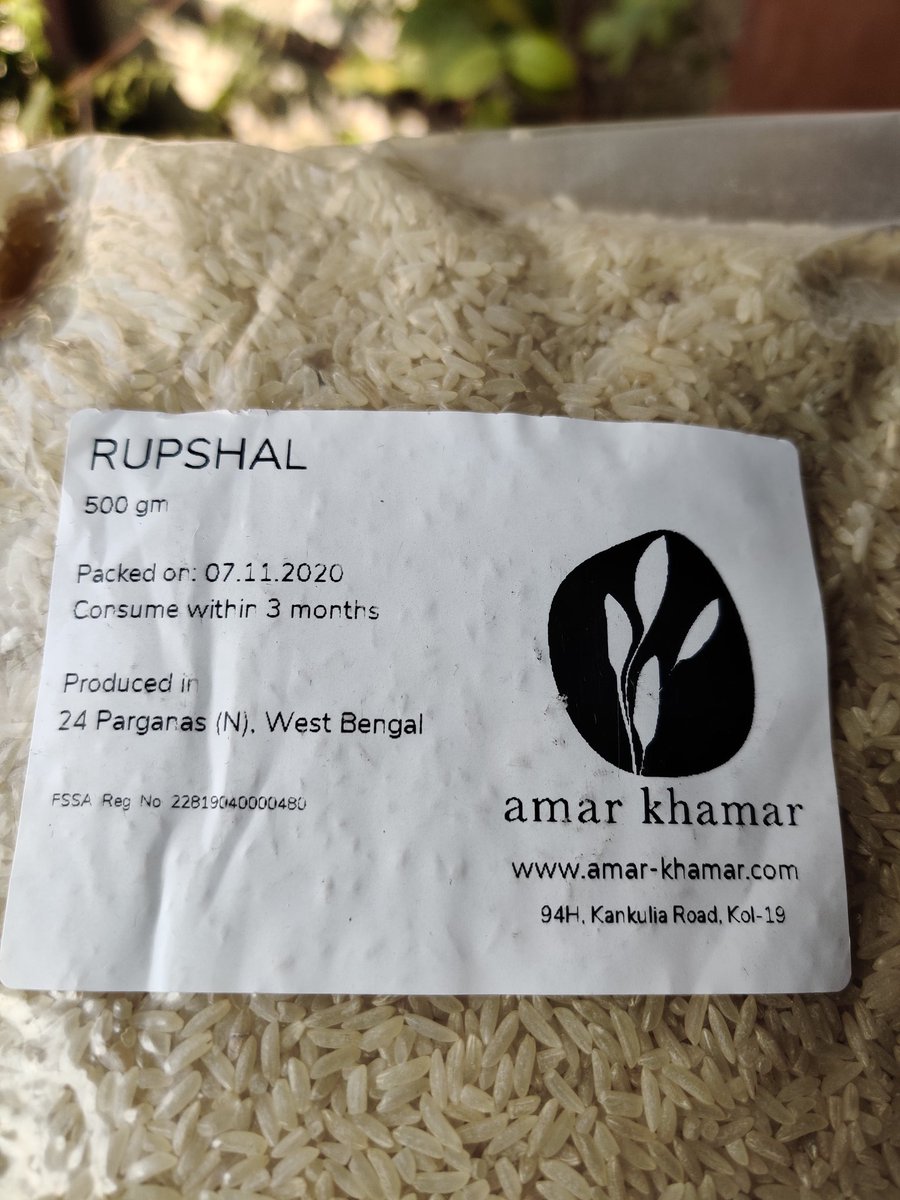 RUPSHAL
500 gm
Packed on: 07.11.2020
Consume within 3 months
Produced in
24 Parganas (N), West Bengal
FSSA Reg No 22819040000480
amar khamar
www.amar-khamar.com
94H, Kankulia Road, Kol-19